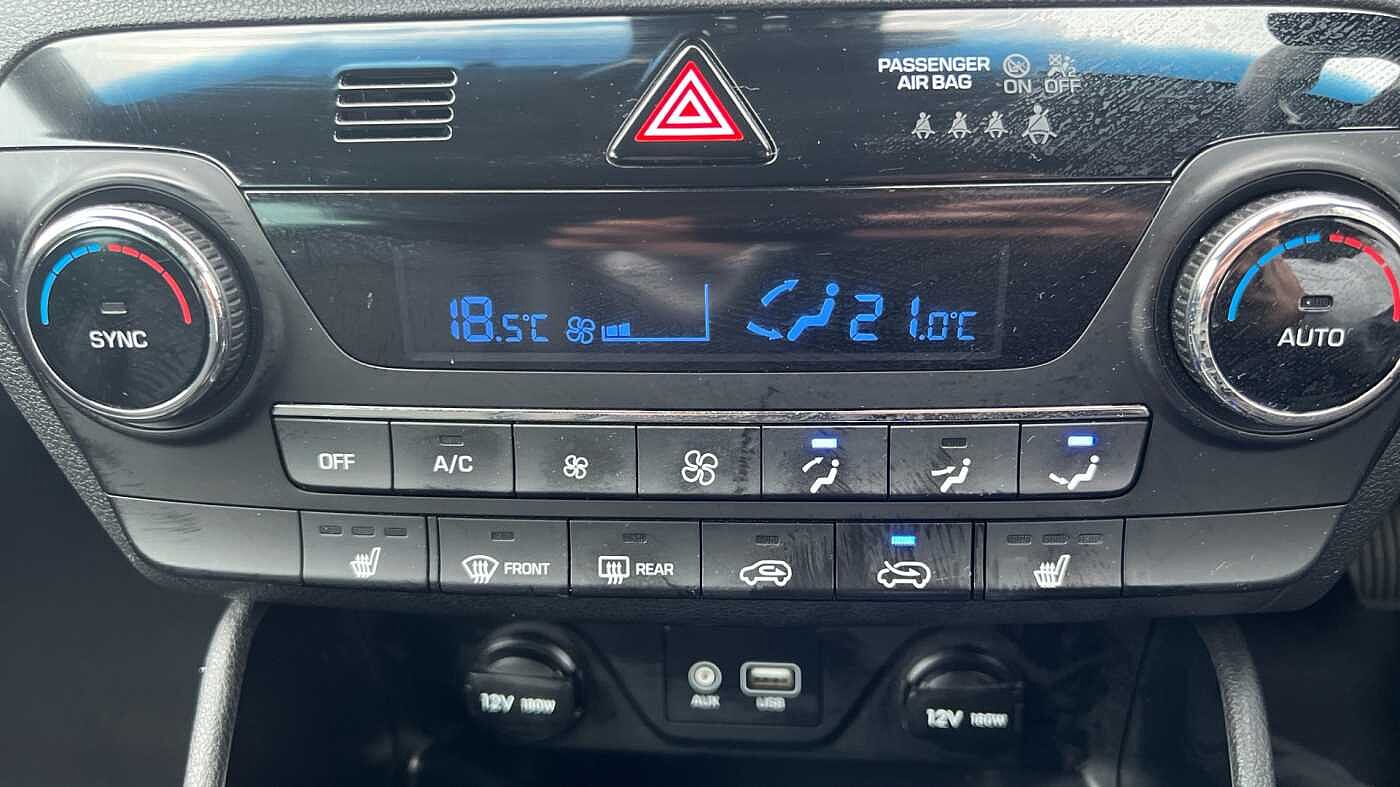 PASSENGER
AIR BAG
ON OFF
18.5°C
21.0°C
SYNC
AUTO
OFF
A/C
FRONT
REAR
12V 180W
AUX
USB
12V 180W